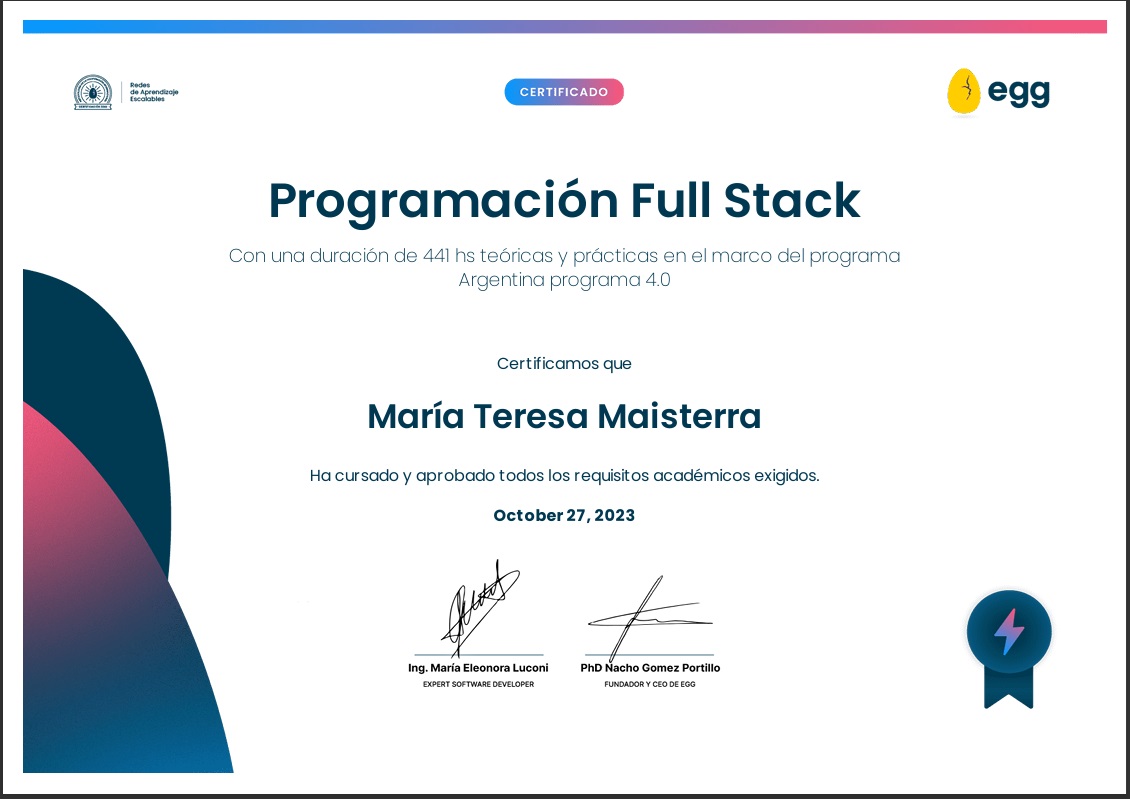 Redes
de Aprendizaje
Escalables
CERTIFICADO
egg
Programación Full Stack
Con una duración de 441 hs teóricas y prácticas en el marco del programa
Argentina programa 4.0
Certificamos que
María Teresa Maisterra
Ha cursado y aprobado todos los requisitos académicos exigidos.
October 27, 2023
Ing. María Eleonora Luconi
EXPERT SOFTWARE DEVELOPER
PhD Nacho Gomez Portillo
FUNDADOR Y CEO DE EGG